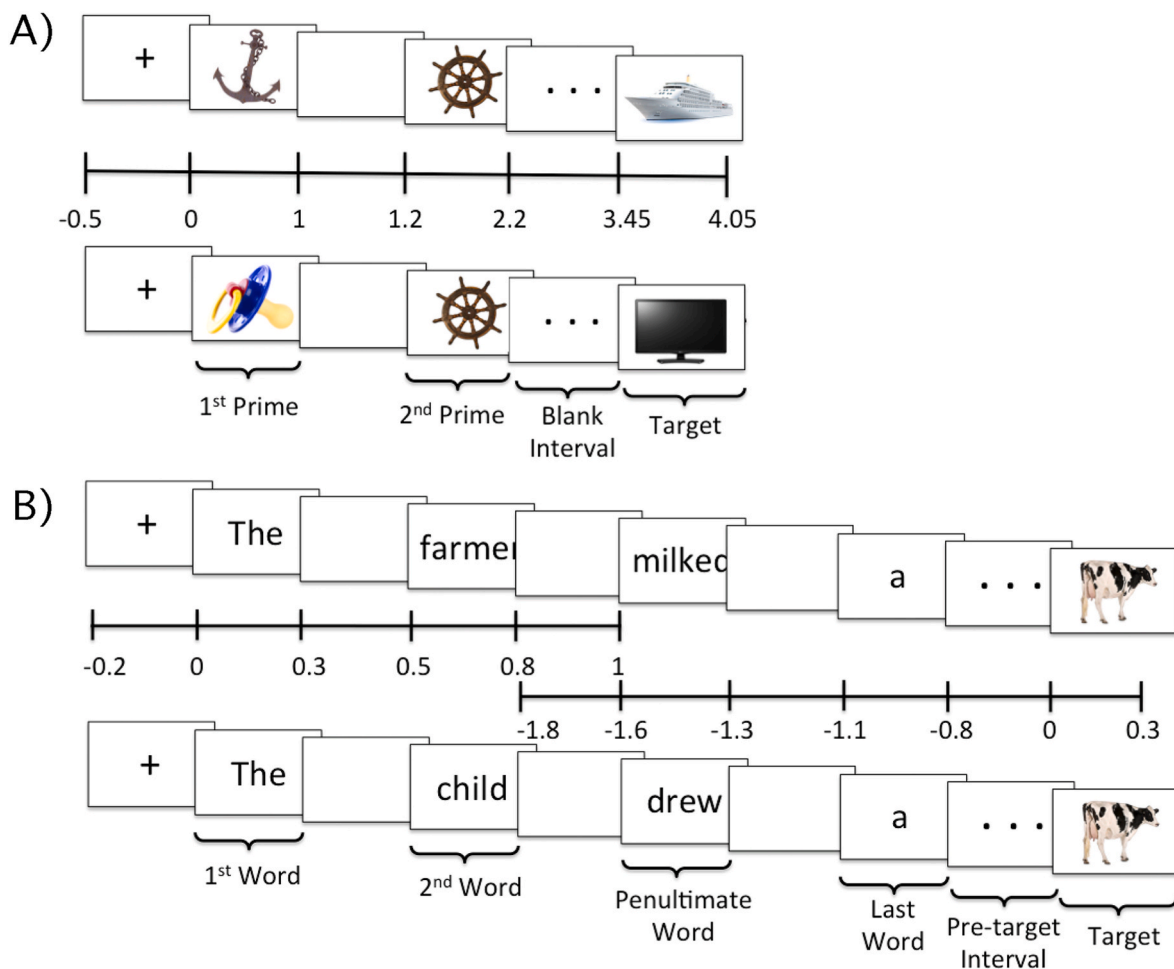 A)
+
. . .
-0.5 0 1 1.2 2.2 3.45 4.05
+
. . .
1st Prime
2nd Prime
Blank
Interval
Target
B)
+
The
farmer
milked
a
. . .
-0.2 0 0.3 0.5 0.8 1
-1.8 -1.6 -1.3 -1.1 -0.8 0 0.3
+
The
child
drew
a
. . .
1st Word
2nd Word
Penultimate
Word
Last
Word
Pre-target
Interval
Target